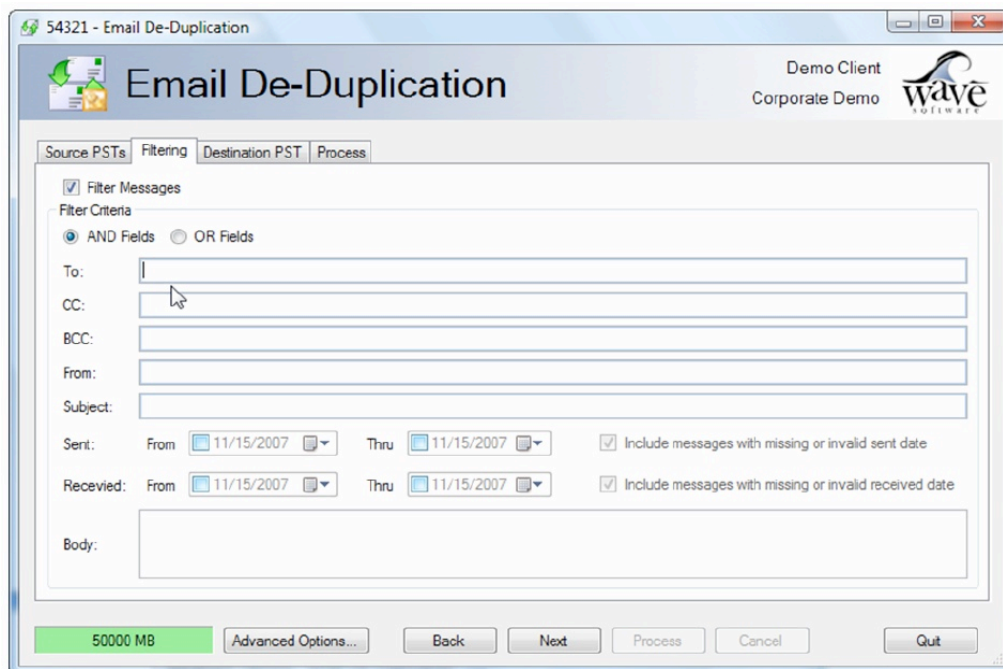 54321 - Email De-Duplication
Email De-Duplication
Demo Client
Corporate Demo
wave
software
Source PSTs Filtering Destination PST Process
Filter Messages
Filter Criteria
AND Fields OR Fields
To:
CC:
BCC:
From:
Subject:
Sent: From 11/15/2007 Thru 11/15/2007 Include messages with missing or invalid sent date
Recevied: From 11/15/2007 Thru 11/15/2007 Include messages with missing or invalid received date
Body:
50000 MB Advanced Options... Back Next Process Cancel Quit